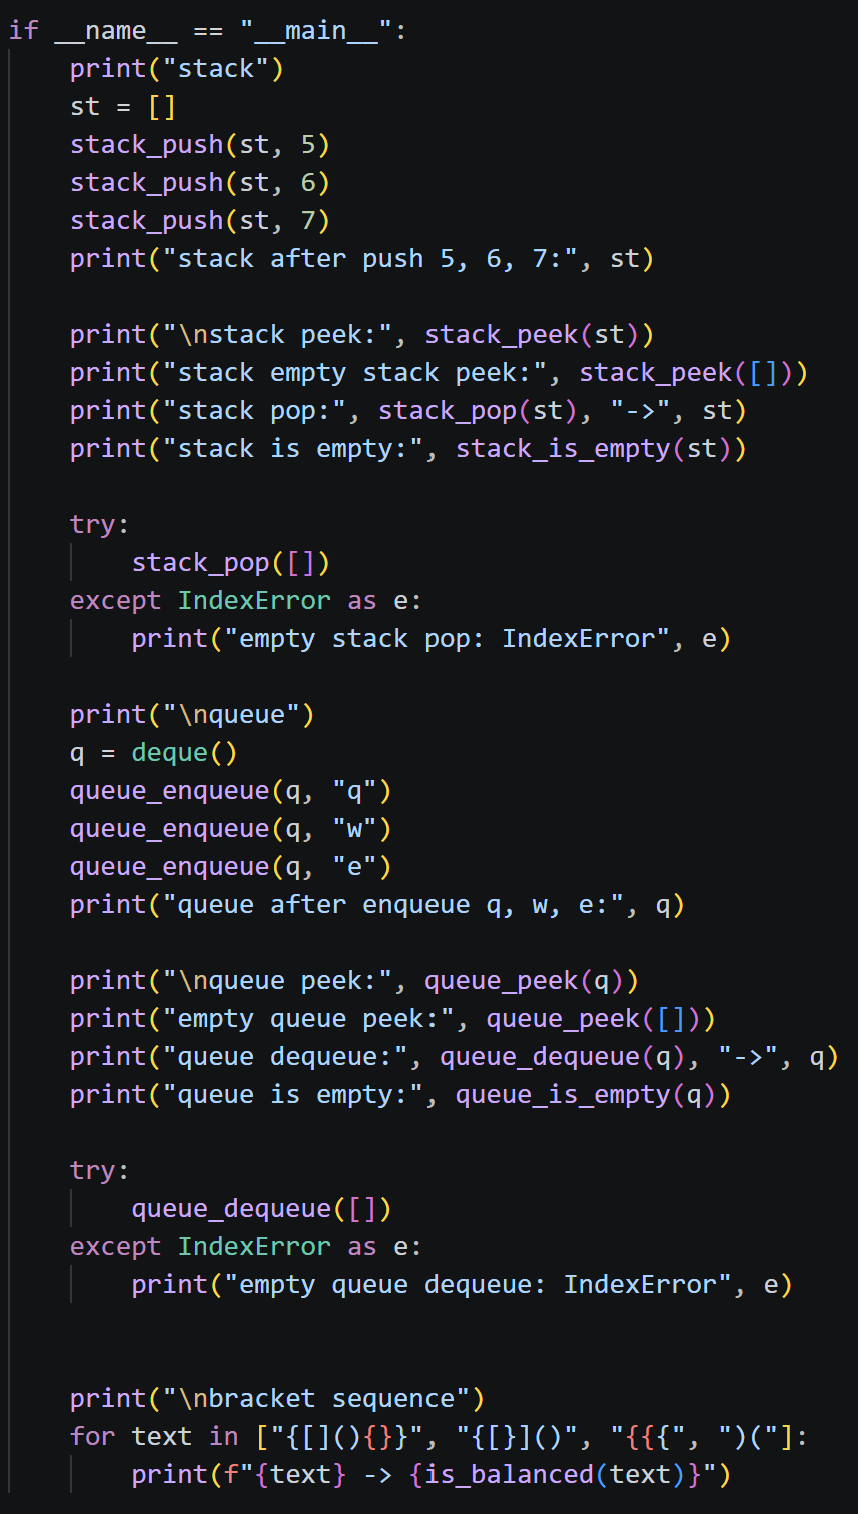 if __name__ == "__main__":
    print("stack")
    st = []
    stack_push(st, 5)
    stack_push(st, 6)
    stack_push(st, 7)
    print("stack after push 5, 6, 7:", st)

    print("\nstack peek:", stack_peek(st))
    print("stack empty stack peek:", stack_peek([]))
    print("stack pop:", stack_pop(st), "->", st)
    print("stack is empty:", stack_is_empty(st))

    try:
        stack_pop([])
    except IndexError as e:
        print("empty stack pop: IndexError", e)

    print("\nqueue")
    q = deque()
    queue_enqueue(q, "q")
    queue_enqueue(q, "w")
    queue_enqueue(q, "e")
    print("queue after enqueue q, w, e:", q)

    print("\nqueue peek:", queue_peek(q))
    print("empty queue peek:", queue_peek([]))
    print("queue dequeue:", queue_dequeue(q), "->", q)
    print("queue is empty:", queue_is_empty(q))

    try:
        queue_dequeue([])
    except IndexError as e:
        print("empty queue dequeue: IndexError", e)


    print("\nbracket sequence")
    for text in ["{[](){}}", "{[}]()", "{{{", ")("]:
        print(f"{text} -> {is_balanced(text)}")